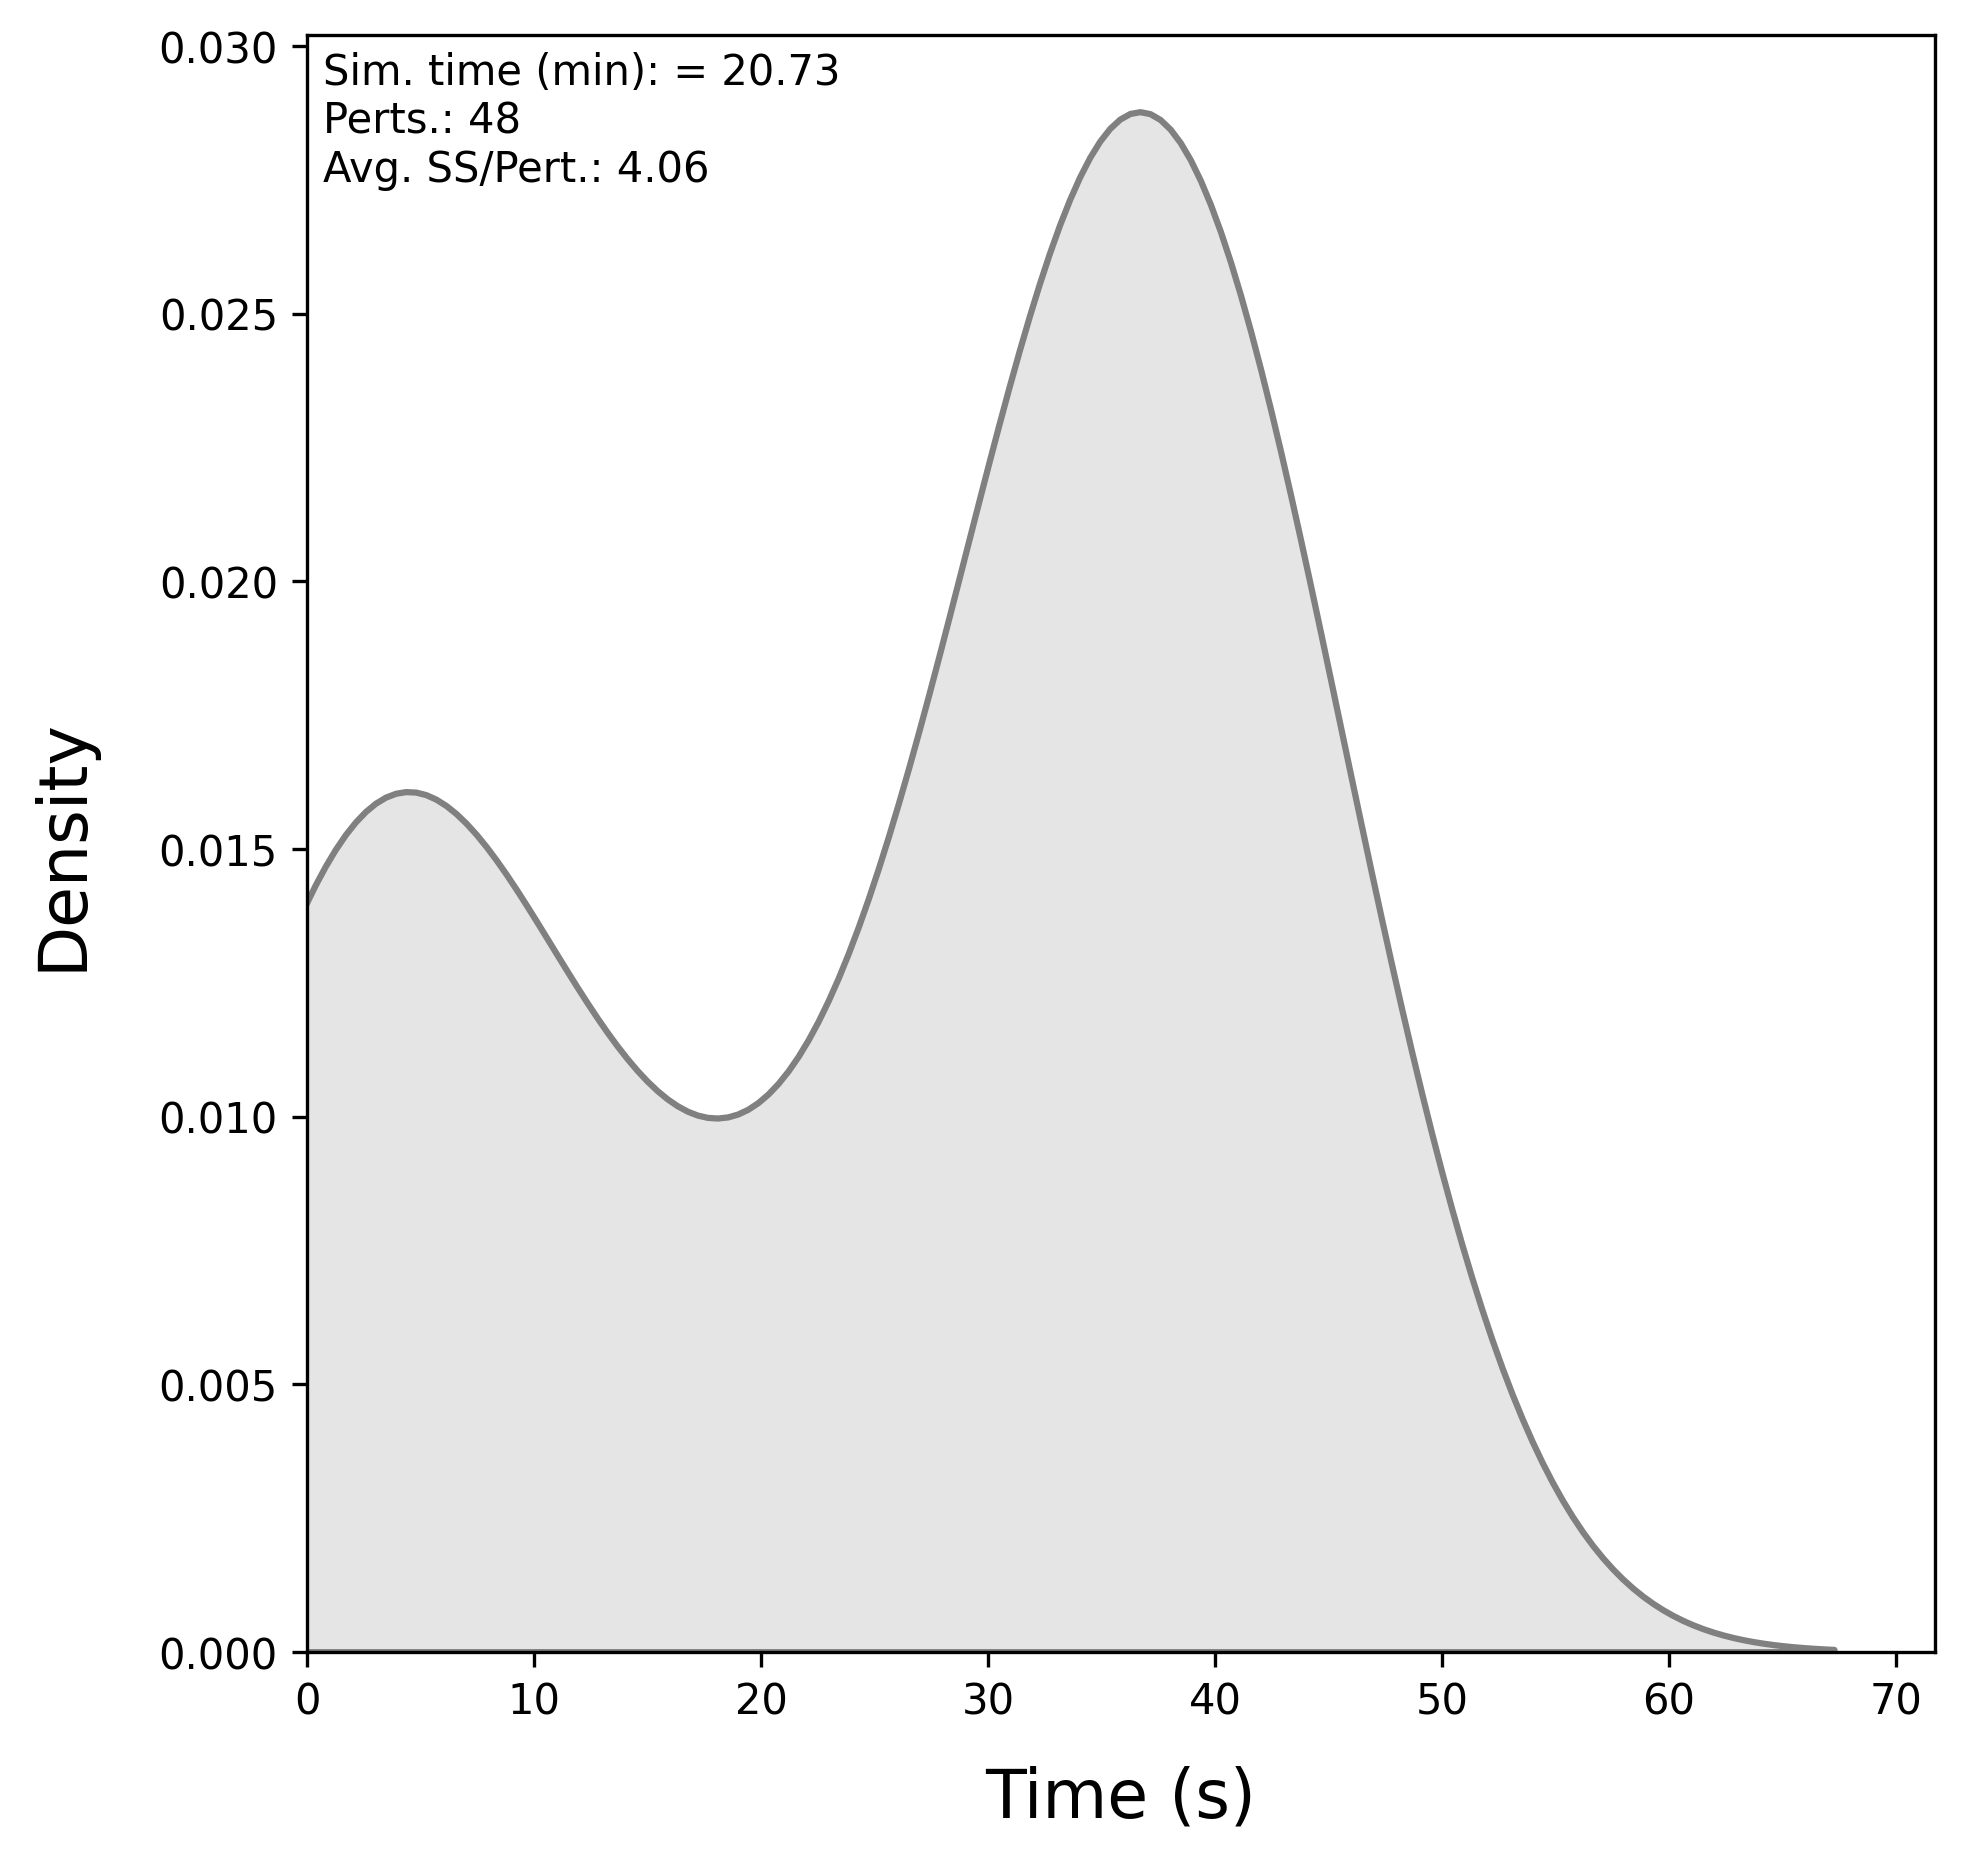 0.030
Sim. time (min): = 20.73
Perts.: 48
Avg. SS/Pert.: 4.06
0.025
0.020
0.015
0.010
0.005
0.000
Density
0 10 20 30 40 50 60 70
Time (s)